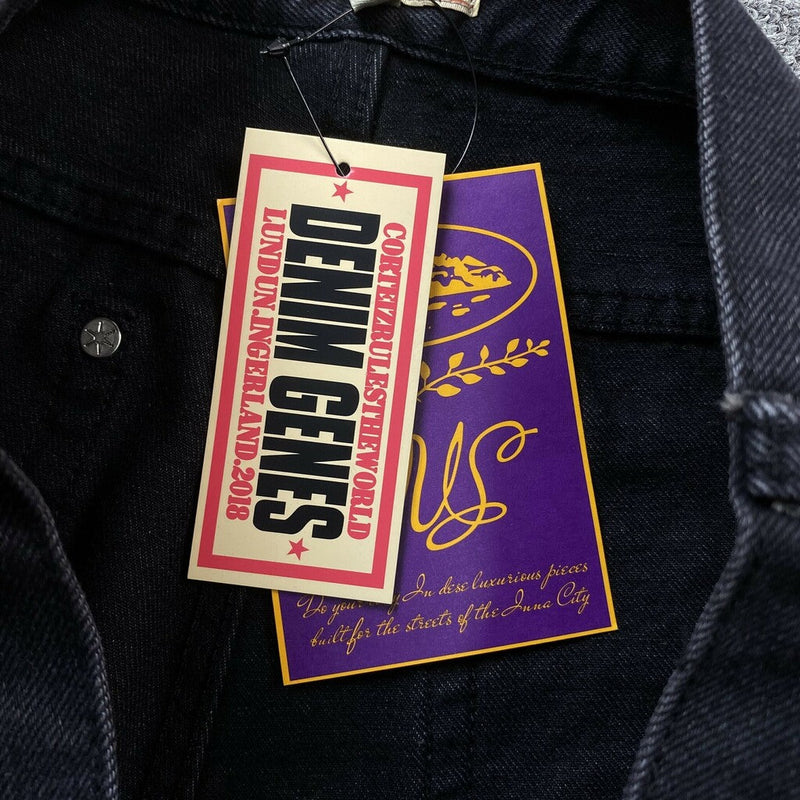 CORTEIZRULESTHEWORLD
DENIM GENES
LUNDUN.INGERLAND.2018
Do your In dese luxurious pieces
built for the streets of the Inna City